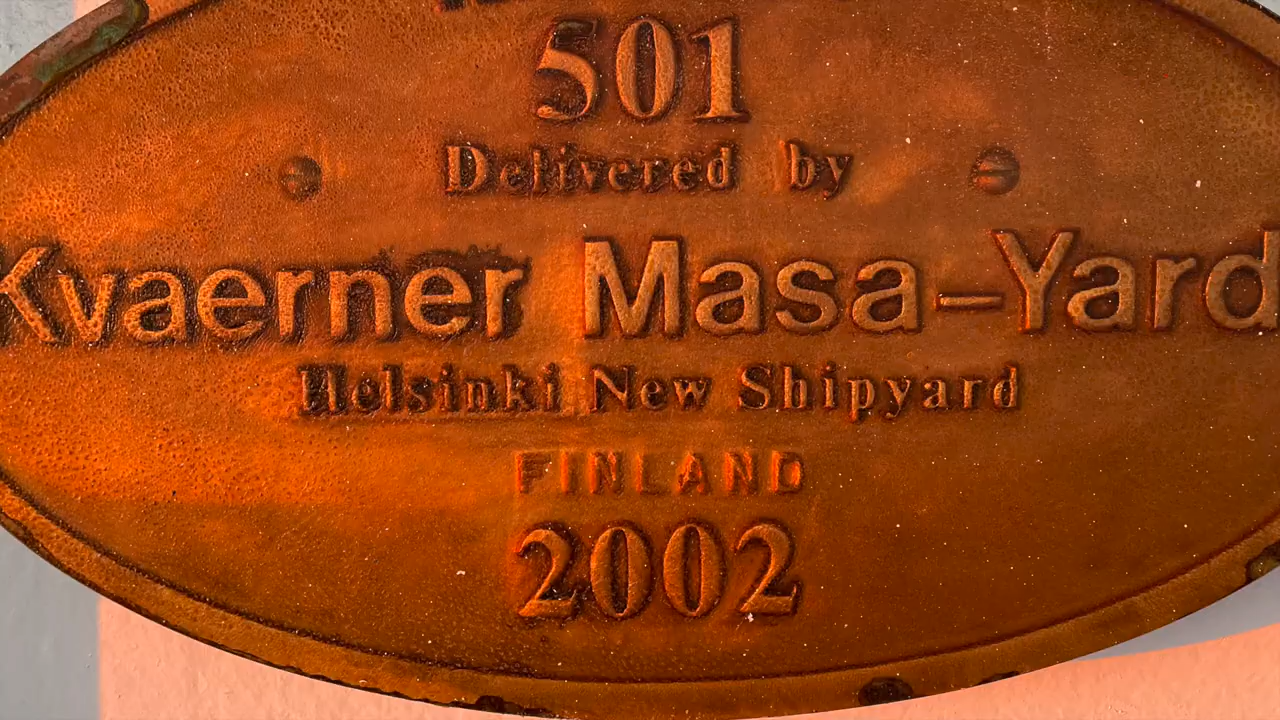 501
Delivered by
Kvaerner Masa-Yard
Helsinki New Shipyard
FINLAND
2002